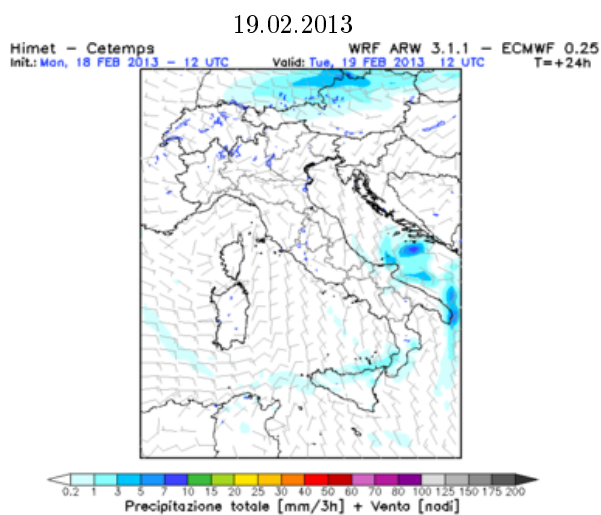 19.02.2013
Himet – Cetemps WRF ARW 3.1.1 – ECMWF 0.25
Init.: Mon, 18 FEB 2013 – 12 UTC Valid: Tue, 19 FEB 2013 12 UTC T=+24h
0.2 1 3 5 7 10 15 20 25 30 40 50 60 70 80 100 125 150 175 200
Precipitazione totale [mm/3h] + Vento [nodi]